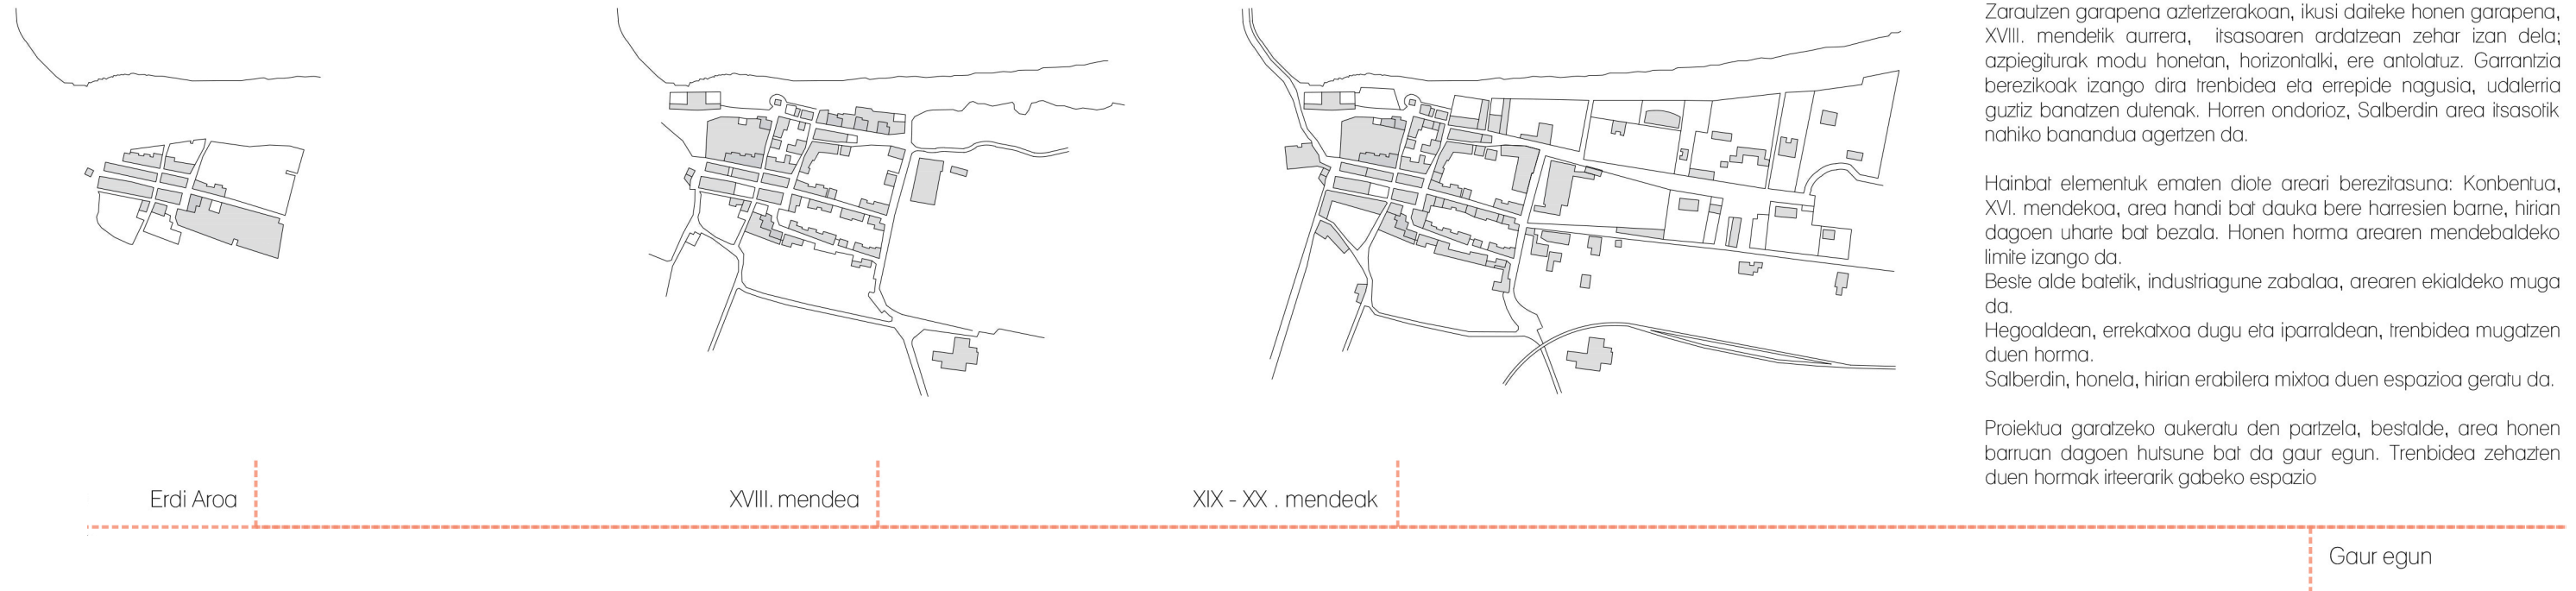 Zarautzen garapena aztertzerakoan, ikusi daiteke honen garapena,
XVIII. mendetik aurrera, itsasoaren ardatzean zehar izan dela;
azpiegiturak modu honetan, horizontalki, ere antolatuz. Garrantzia
berezikoak izango dira trenbidea eta errepide nagusia, udalerria
guztiz banatzen dutenak. Horren ondorioz, Salberdin area itsasotik
nahiko banandua agertzen da.
Hainbat elementuk ematen diote areari berezitasuna: Konbentua,
XVI. mendekoa, area handi bat dauka bere harresien barne, hirian
dagoen uharte bat bezala. Honen horma arearen mendebaldeko
limite izango da.
Beste alde batetik, industriagune zabalaa, arearen ekialdeko muga
da.
Hegoaldean, errekatxoa dugu eta iparraldean, trenbidea mugatzen
duen horma.
Salberdin, honela, hirian erabilera mixtoa duen espazioa geratu da.
Proiektua garatzeko aukeratu den partzela, bestalde, area honen
barruan dagoen hutsune bat da gaur egun. Trenbidea zehazten
duen hormak irteerarik gabeko espazio
Erdi Aroa
XVIII. mendea
XIX - XX . mendeak
Gaur egun